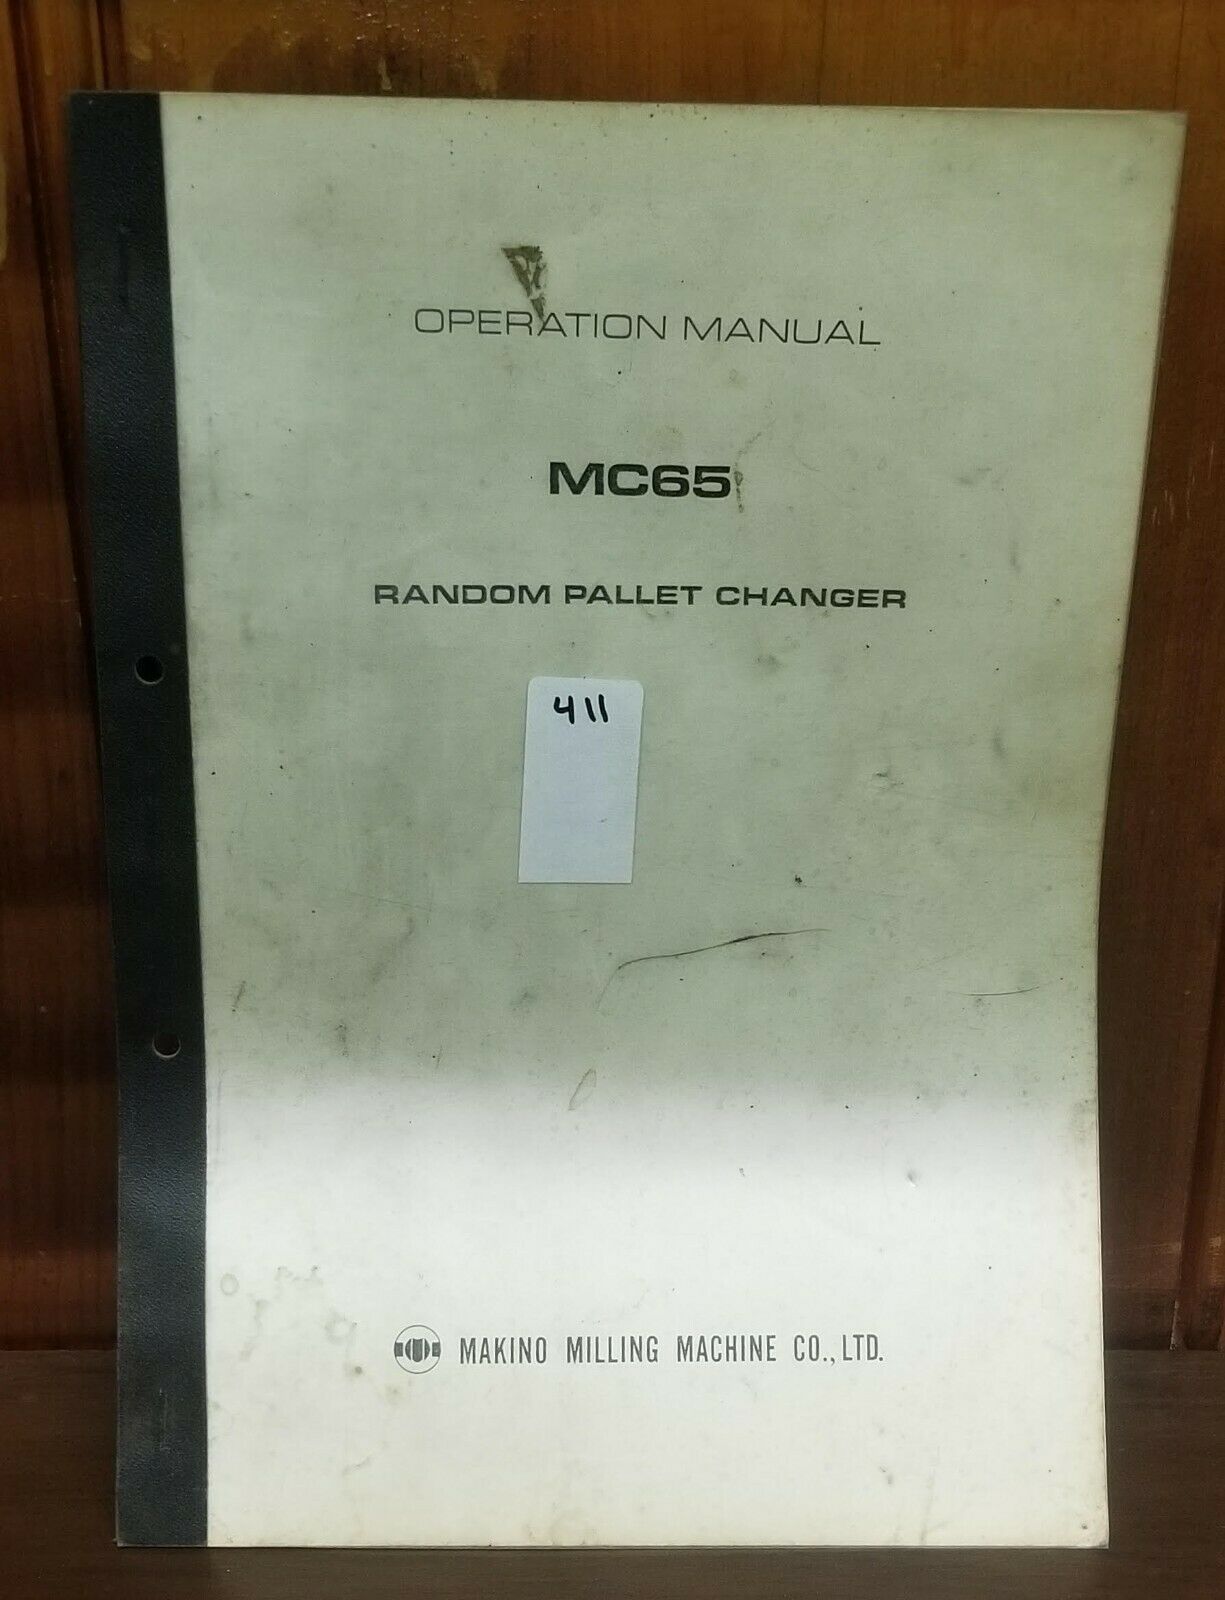 OPERATION MANUAL
MC65
RANDOM PALLET CHANGER
411
MAKINO MILLING MACHINE CO., LTD.